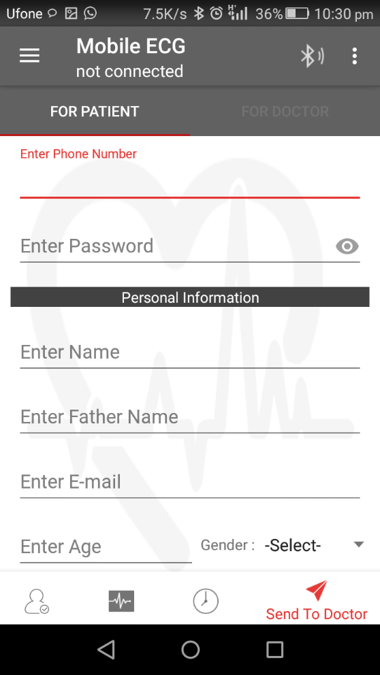 Ufone 7.5K/s H 36% 10:30 pm
Mobile ECG
not connected
FOR PATIENT FOR DOCTOR
Enter Phone Number
Enter Password
Personal Information
Enter Name
Enter Father Name
Enter E-mail
Enter Age Gender : -Select-
Send To Doctor